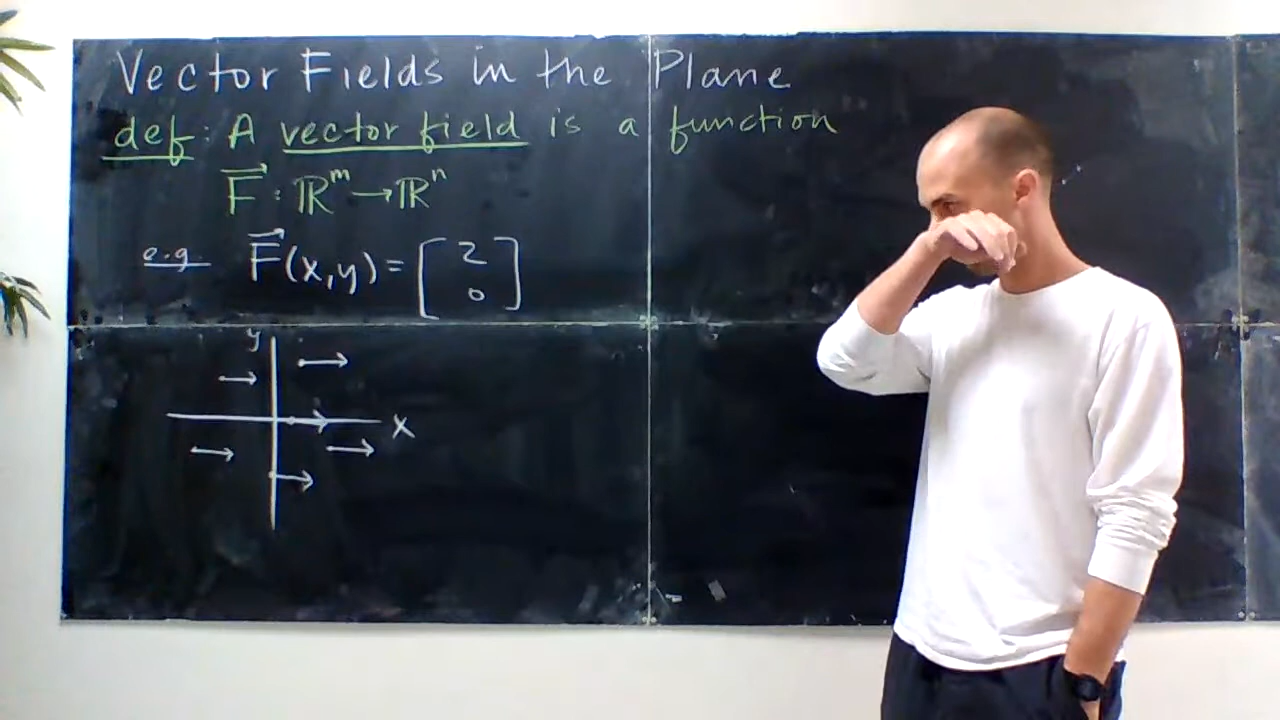 Vector Fields in the Plane
def: A vector field is a function
F⃗ : ℝᵐ → ℝⁿ
e.g. F⃗(x,y) = [2
0]
y
x